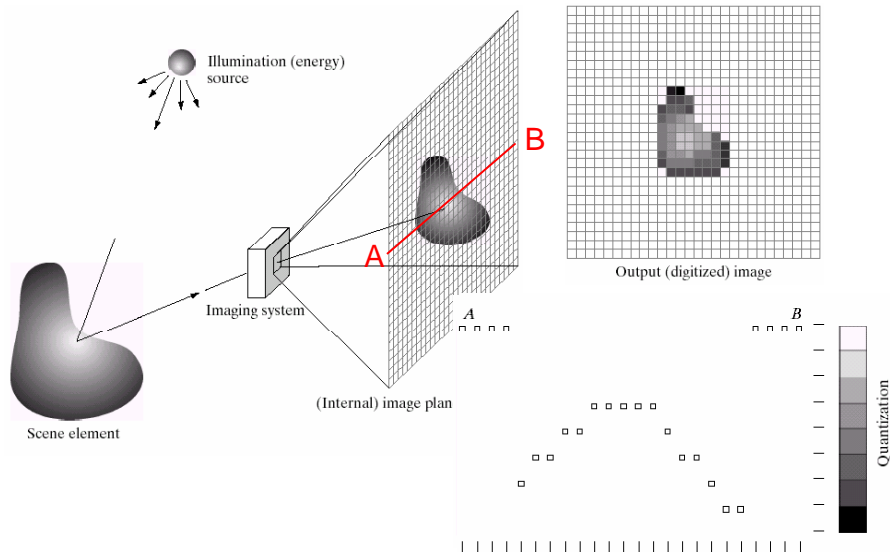 Illumination (energy)
source
B
A
Output (digitized) image
Imaging system
A
B
(Internal) image plan
Scene element
Quantization